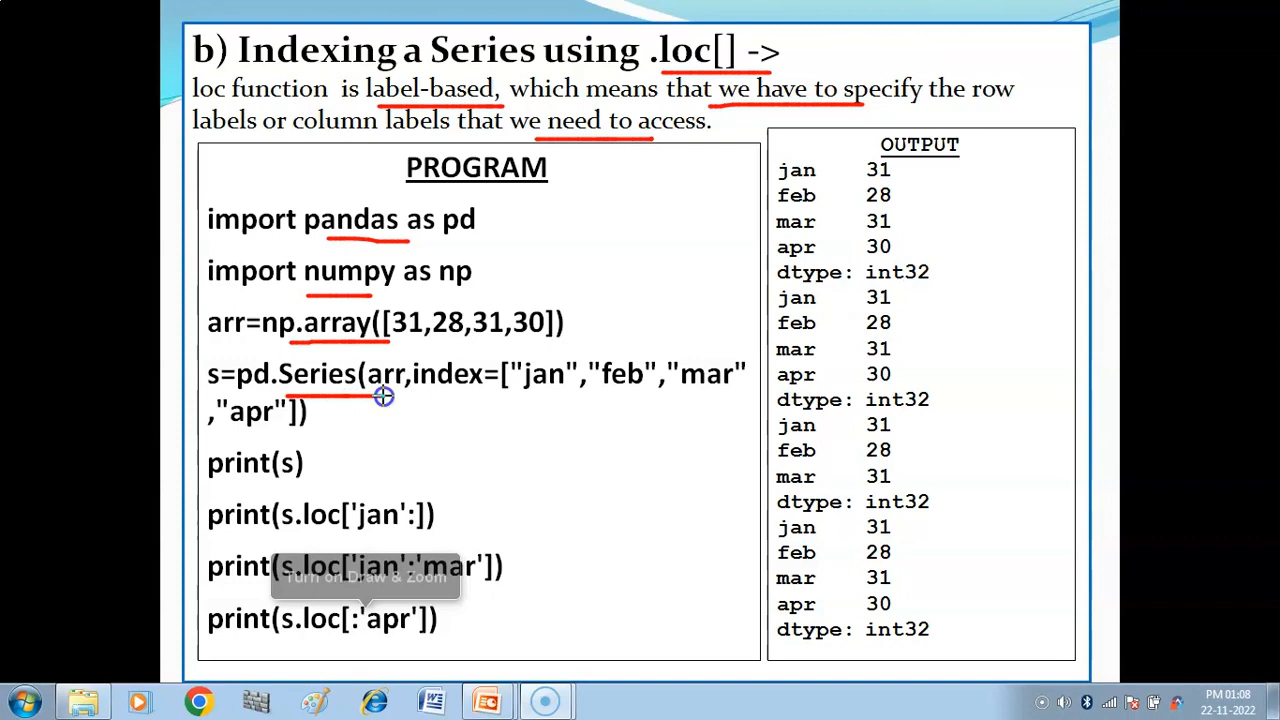 b) Indexing a Series using .loc[] ->
loc function is label-based, which means that we have to specify the row
labels or column labels that we need to access.
PROGRAM
import pandas as pd
import numpy as np
arr=np.array([31,28,31,30])
s=pd.Series(arr,index=["jan","feb","mar"
,"apr"])
print(s)
print(s.loc['jan':])
print(s.loc['jan':'mar'])
Turn on Draw & Zoom
print(s.loc[:'apr'])
OUTPUT
jan 31
feb 28
mar 31
apr 30
dtype: int32
jan 31
feb 28
mar 31
apr 30
dtype: int32
jan 31
feb 28
mar 31
dtype: int32
jan 31
feb 28
mar 31
apr 30
dtype: int32
PM 01:08
22-11-2022